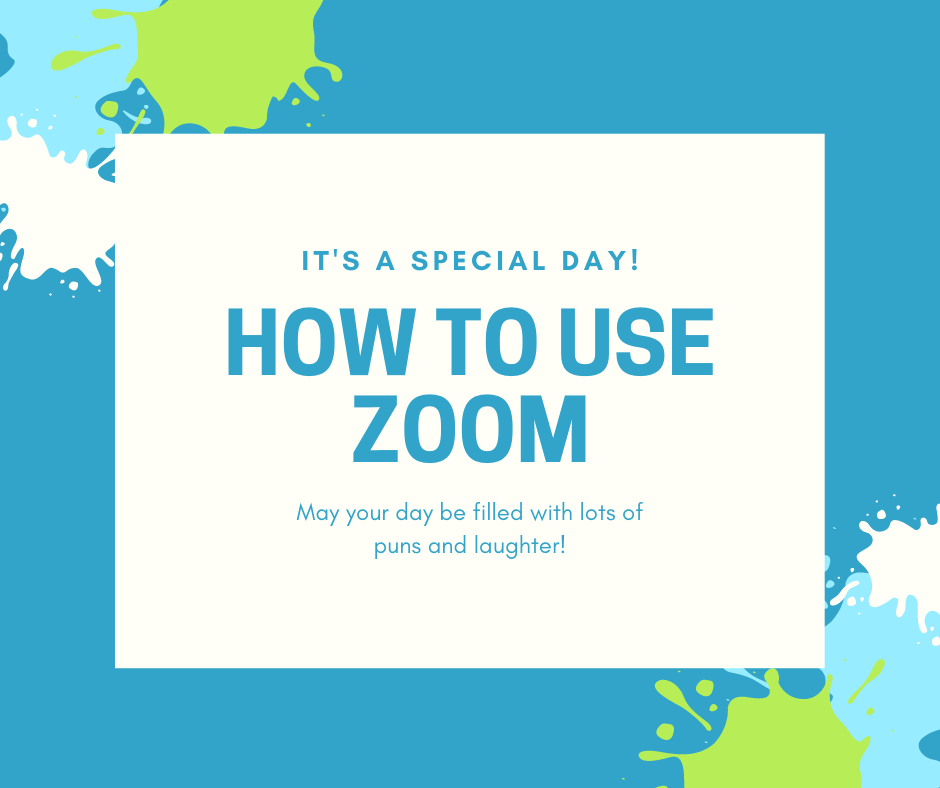 IT'S A SPECIAL DAY!
HOW TO USE
ZOOM
May your day be filled with lots of
puns and laughter!